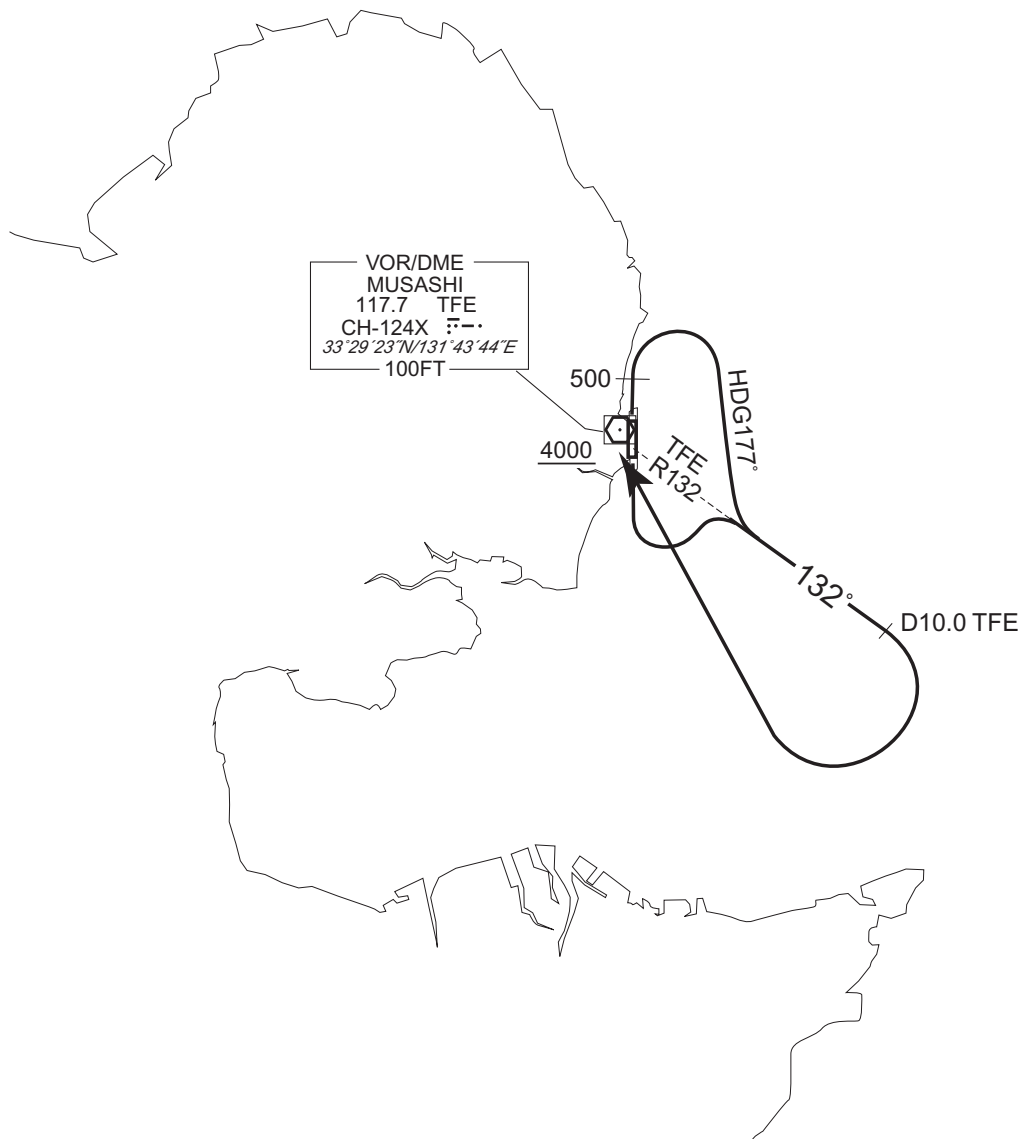 VOR/DME
MUSASHI
117.7 TFE
CH-124X
33°29'23"N/131°43'44"E
100FT
500
4000
HDG177°
TFE
R132
132°
D10.0 TFE